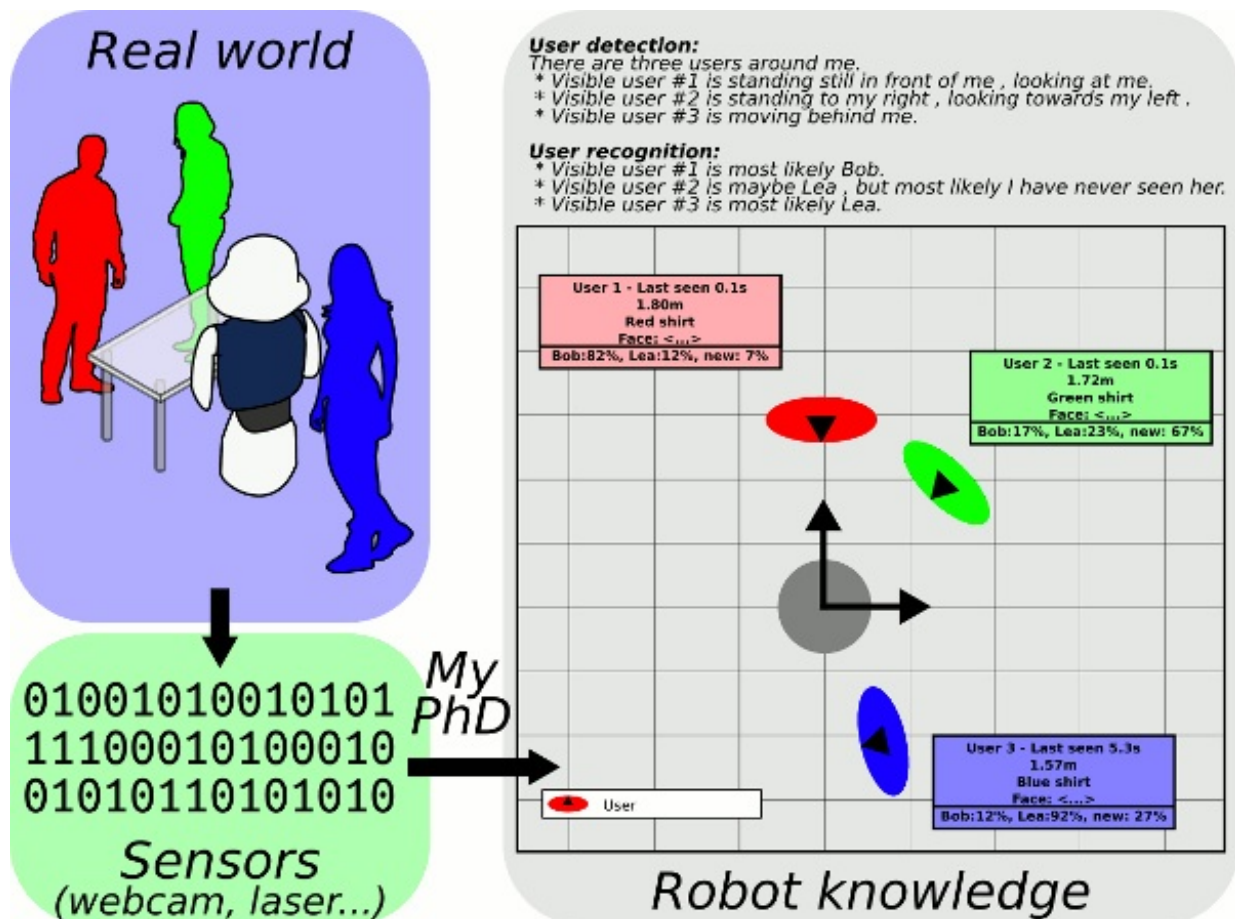 Real world
01001010010101
11100010100010
01010110101010
Sensors
(webcam, laser...)
My
PhD
User detection:
There are three users around me.
* Visible user #1 is standing still in front of me , looking at me.
* Visible user #2 is standing to my right , looking towards my left .
* Visible user #3 is moving behind me.
User recognition:
* Visible user #1 is most likely Bob.
* Visible user #2 is maybe Lea , but most likely I have never seen her.
* Visible user #3 is most likely Lea.
User 1 - Last seen 0.1s
1.80m
Red shirt
Face: <...>
Bob:82%, Lea:12%, new: 7%
User 2 - Last seen 0.1s
1.72m
Green shirt
Face: <...>
Bob:17%, Lea:23%, new: 67%
User 3 - Last seen 5.3s
1.57m
Blue shirt
Face: <...>
Bob:12%, Lea:92%, new: 27%
User
Robot knowledge